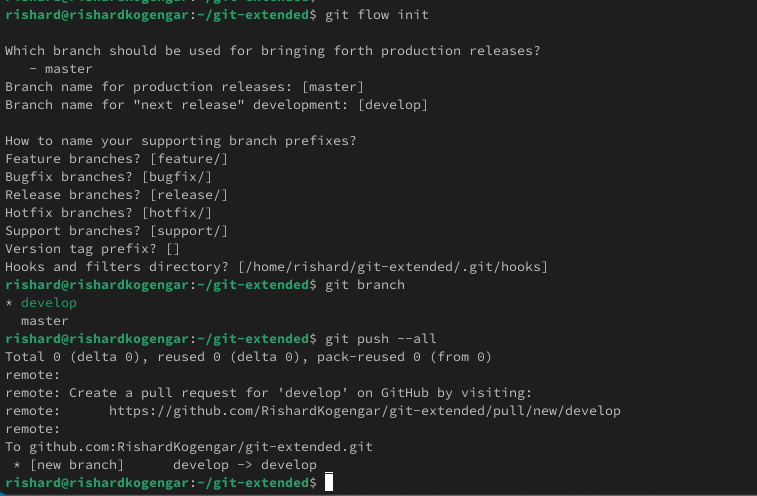 rishard@rishardkogengar:~/git-extended$ git flow init

Which branch should be used for bringing forth production releases?
   - master
Branch name for production releases: [master]
Branch name for "next release" development: [develop]

How to name your supporting branch prefixes?
Feature branches? [feature/]
Bugfix branches? [bugfix/]
Release branches? [release/]
Hotfix branches? [hotfix/]
Support branches? [support/]
Version tag prefix? []
Hooks and filters directory? [/home/rishard/git-extended/.git/hooks]
rishard@rishardkogengar:~/git-extended$ git branch
* develop
  master
rishard@rishardkogengar:~/git-extended$ git push --all
Total 0 (delta 0), reused 0 (delta 0), pack-reused 0 (from 0)
remote:
remote: Create a pull request for 'develop' on GitHub by visiting:
remote:      https://github.com/RishardKogengar/git-extended/pull/new/develop
remote:
To github.com:RishardKogengar/git-extended.git
 * [new branch]      develop -> develop
rishard@rishardkogengar:~/git-extended$